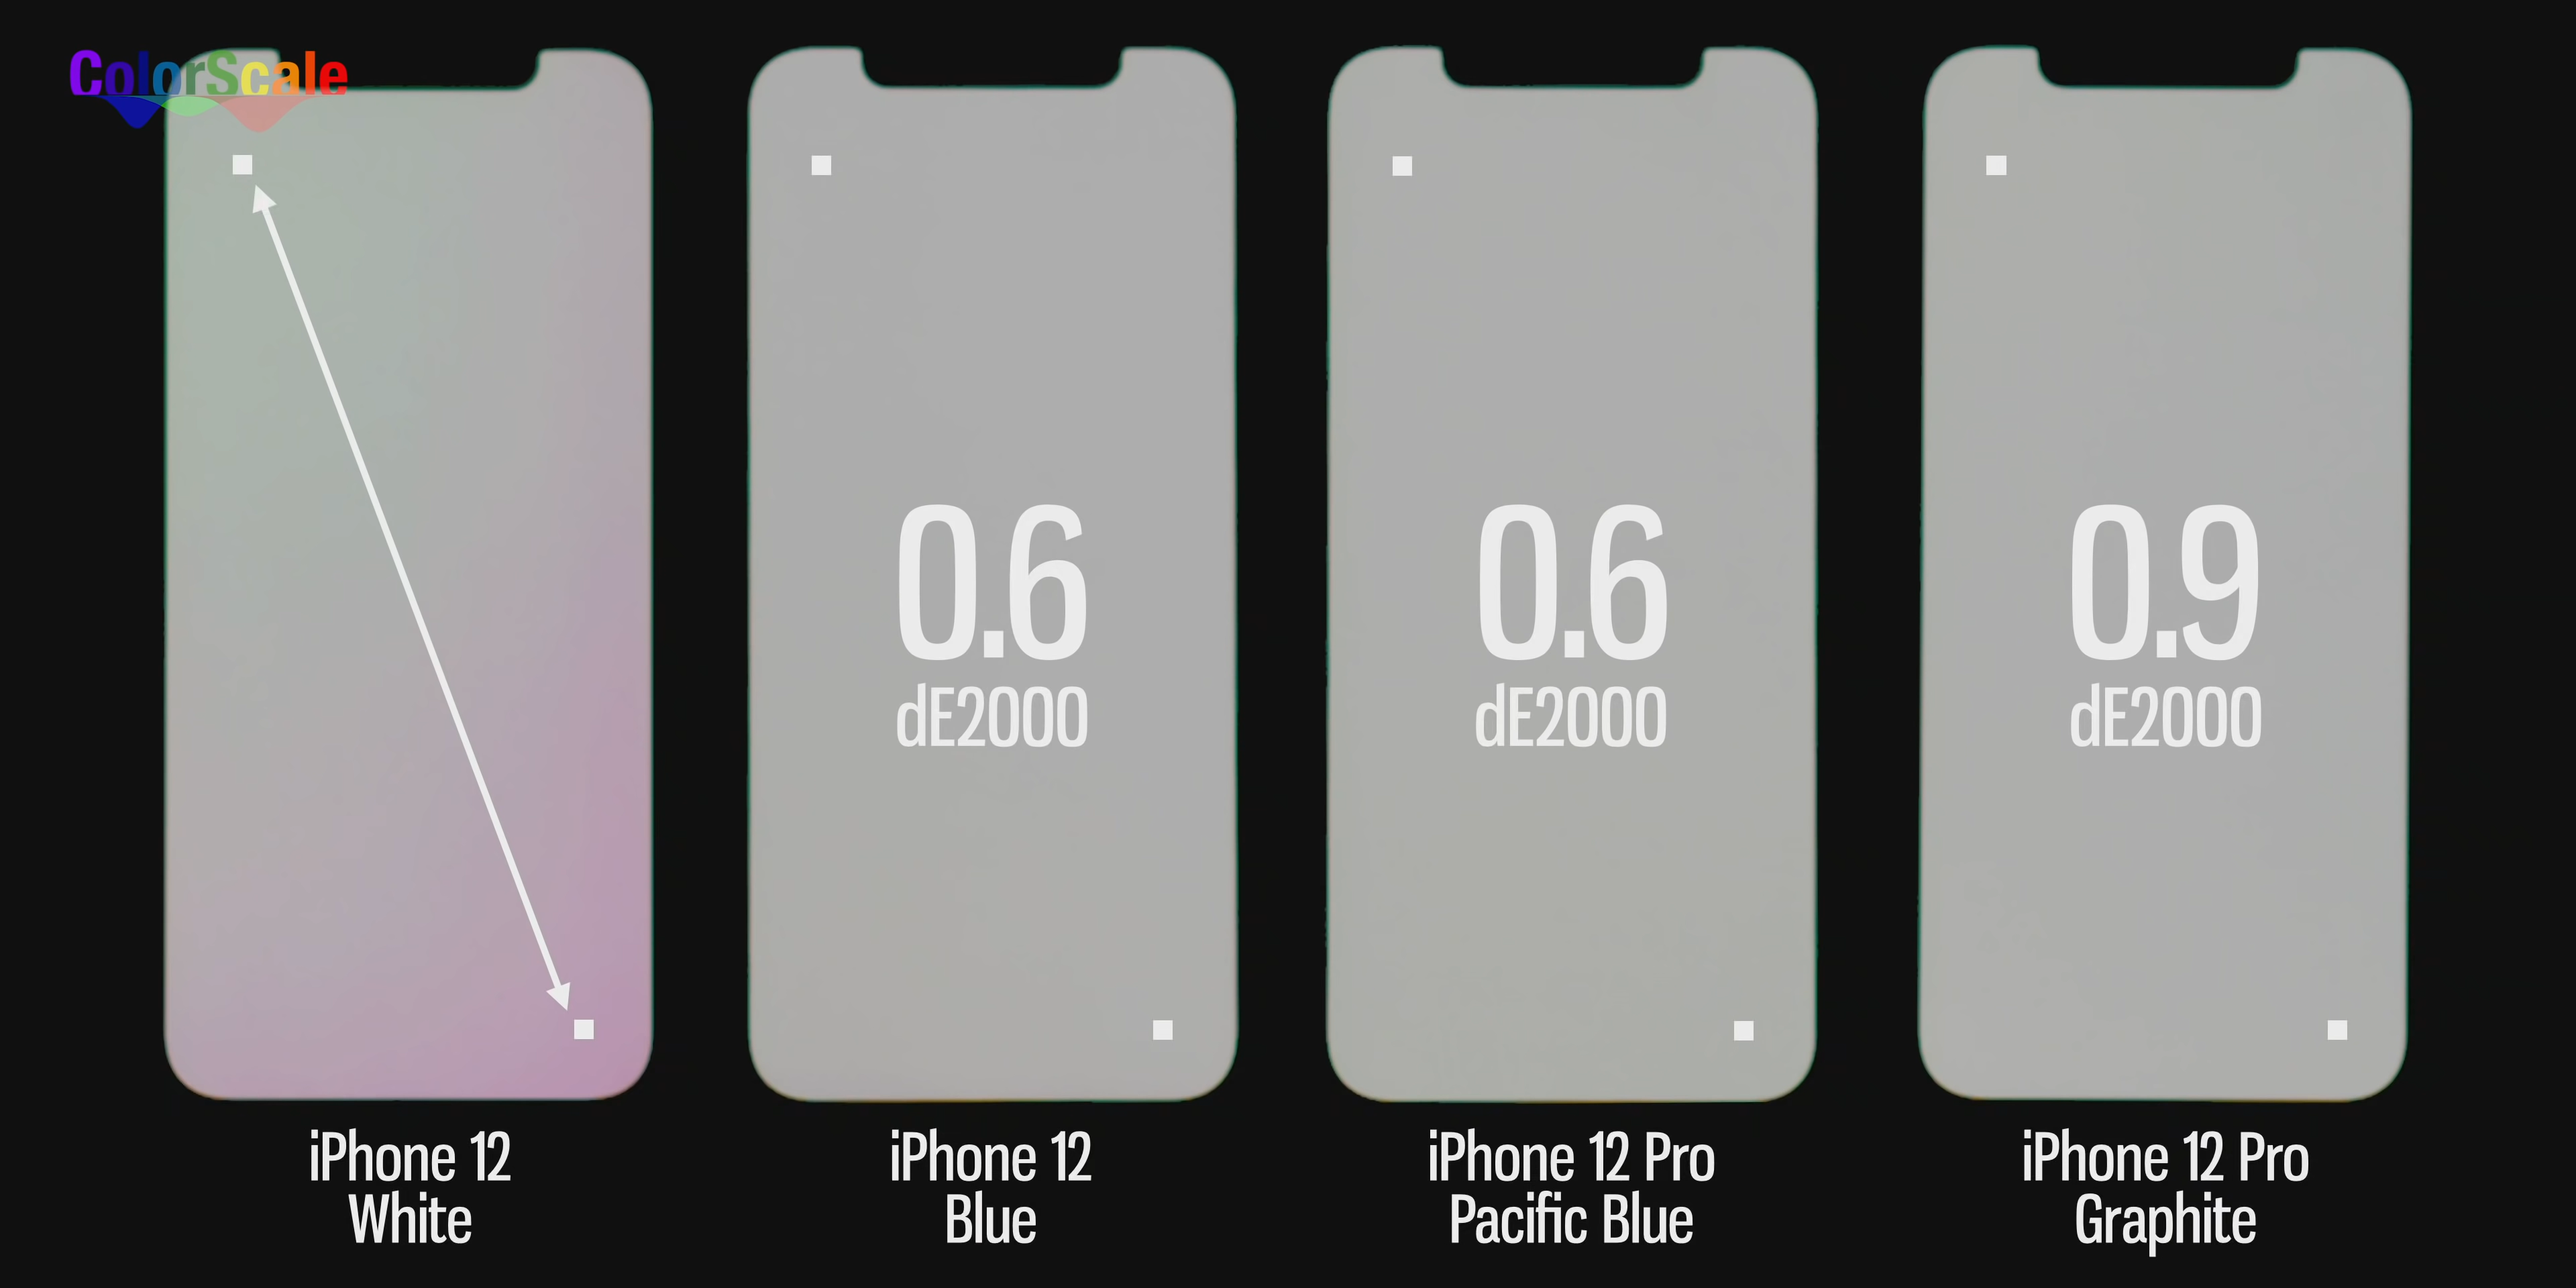 ColorScale
0.6
dE2000
0.6
dE2000
0.9
dE2000
iPhone 12
White
iPhone 12
Blue
iPhone 12 Pro
Pacific Blue
iPhone 12 Pro
Graphite